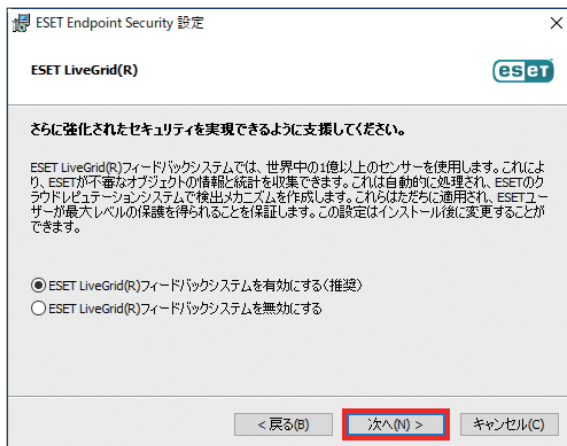 ESET Endpoint Security 設定
ESET LiveGrid(R)
eseT
さらに強化されたセキュリティを実現できるように支援してください。
ESET LiveGrid(R)フィードバックシステムでは、世界中の1億以上のセンサーを使用します。これによ
り、ESETが不審なオブジェクトの情報と統計を収集できます。これは自動的に処理され、ESETのク
ラウドレピュテーションシステムで検出メカニズムを作成します。これらはただちに適用され、ESETユー
ザーが最大レベルの保護を得られることを保証します。この設定はインストール後に変更することが
できます。
ESET LiveGrid(R)フィードバックシステムを有効にする(推奨)
ESET LiveGrid(R)フィードバックシステムを無効にする
< 戻る(B)
次へ(N) >
キャンセル(C)